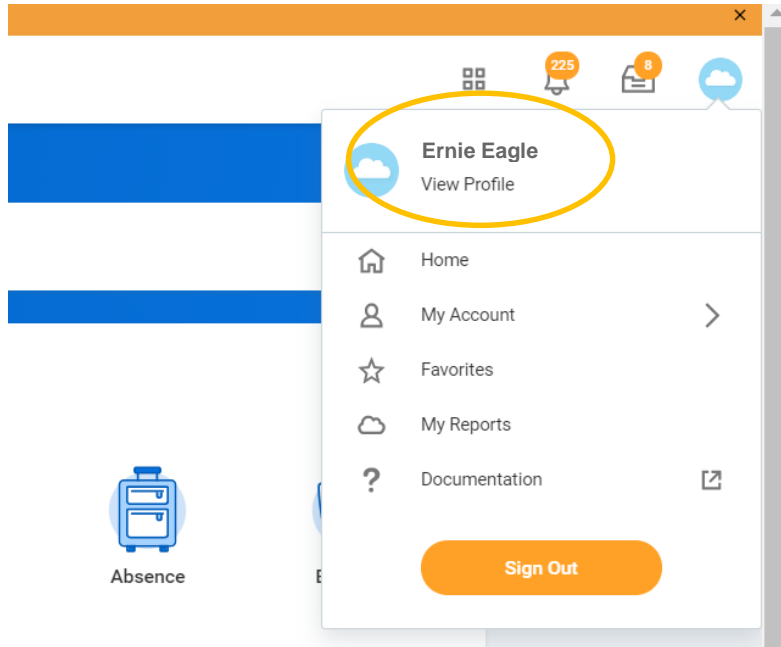 225
8
Ernie Eagle
View Profile
Home
My Account
Favorites
My Reports
? Documentation
Sign Out
Absence